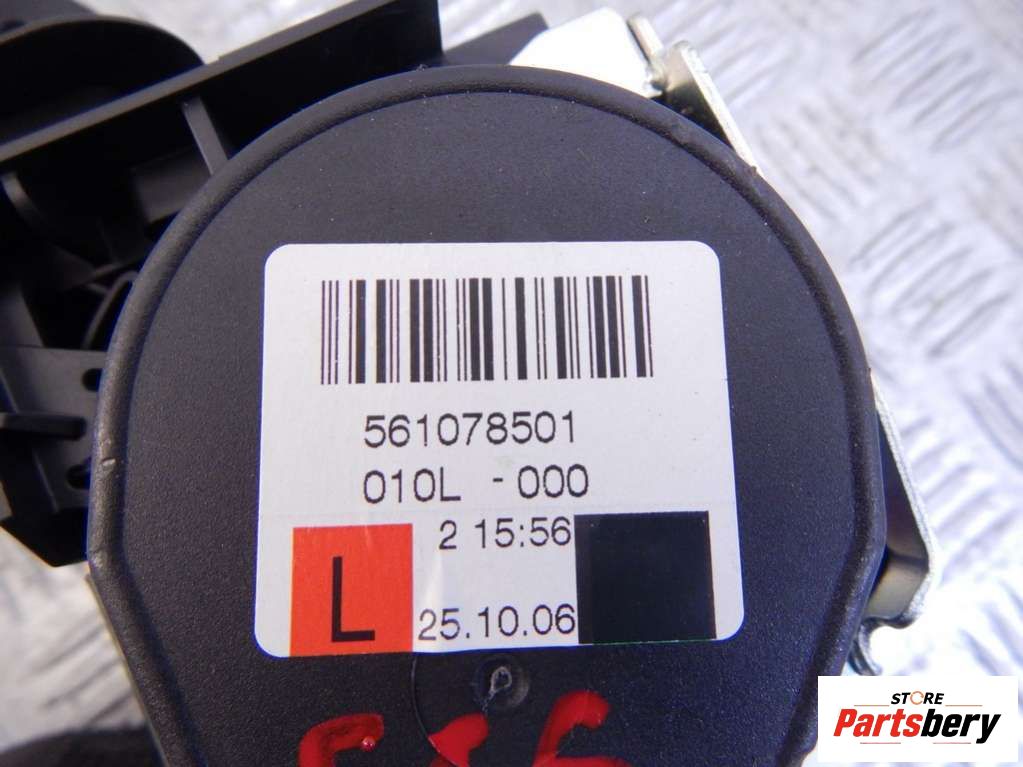 561078501
010L - 000
2 15:56
L
25.10.06
STORE
Partsbery